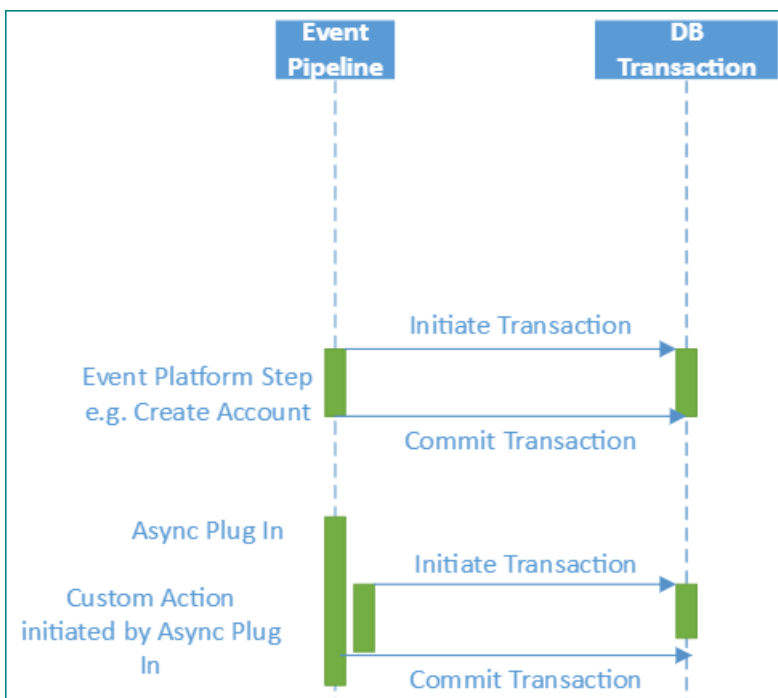 Event
Pipeline
DB
Transaction
Initiate Transaction
Event Platform Step
e.g. Create Account
Commit Transaction
Async Plug In
Initiate Transaction
Custom Action
initiated by Async Plug
In
Commit Transaction